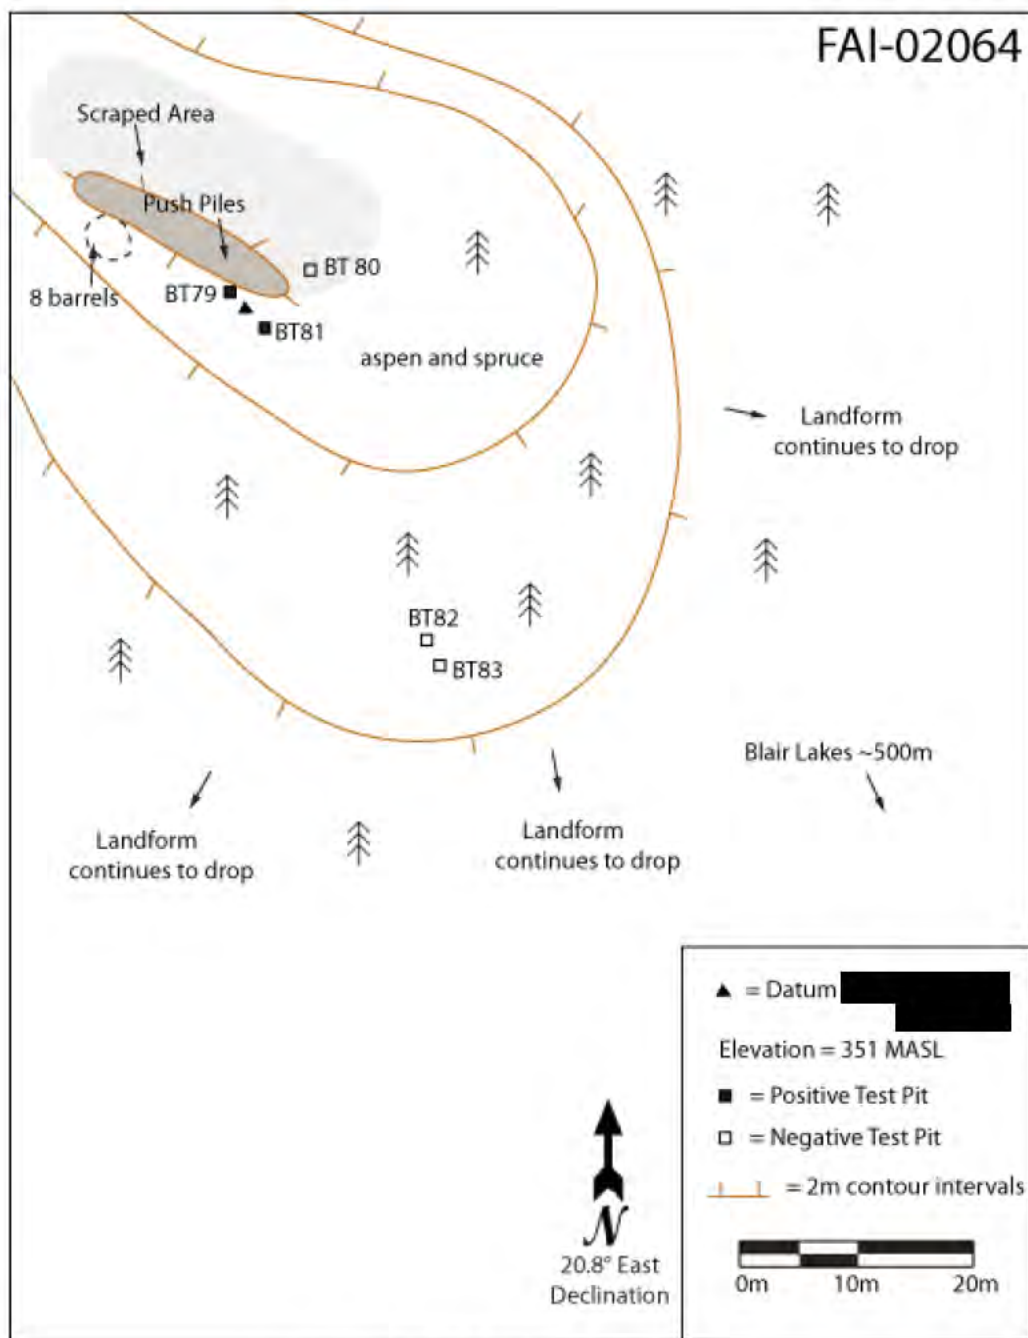 FAI-02064
Scraped Area
Push Piles
8 barrels
BT79
BT 80
BT81
aspen and spruce
Landform
continues to drop
BT82
BT83
Blair Lakes ~500m
Landform
continues to drop
Landform
continues to drop
= Datum
Elevation = 351 MASL
= Positive Test Pit
= Negative Test Pit
= 2m contour intervals
0m 10m 20m
N
20.8° East
Declination